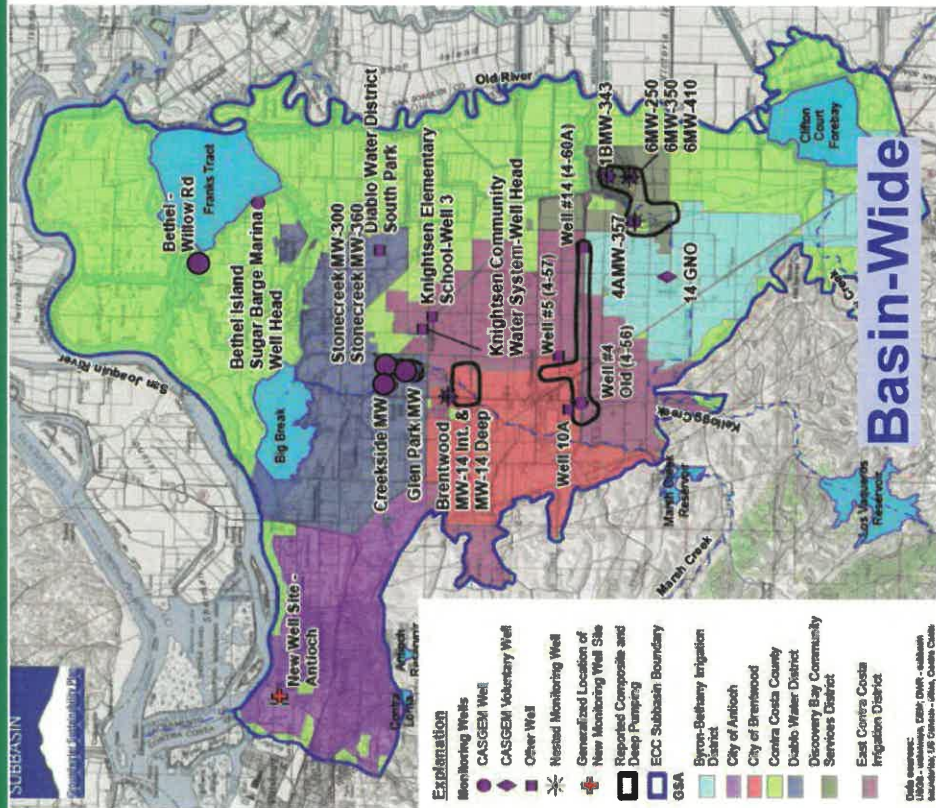 SUBBASIN
San Joaquin River
Old River
Bethel -
Willow Rd
Franks Tract
Bethel Island
Sugar Barge Marina
Well Head
Big Break
Stonecreek MW-300
Stonecreek MW-360
Diablo Water District
South Park
Creekside MW
Glen Park MW
Knightsen Elementary
School-Well 3
Knightsen Community
Water System-Well Head
Brentwood
MW-14 Int. &
MW-14 Deep
New Well Site -
Antioch
Antioch
Reservoir
Contra
Loma
Well 10A
Well #5 (4-57)
Well #14 (4-60A)
Well #4
Old (4-56)
4AMW-357
1BMW-343
6MW-250
6MW-350
6MW-410
14 GNO
Clifton
Court
Forebay
Kellogg Creek
Creek
Marsh Creek
Reservoir
Marsh Creek
Los Vaqueros
Reservoir
Basin-Wide
Explanation
Monitoring Wells
CASGEM Well
CASGEM Voluntary Well
Other Well
Nested Monitoring Well
Generalized Location of
New Monitoring Well Site
Reported Composite and
Deep Pumping
ECC Subbasin Boundary
GSA
Byron-Bethany Irrigation
District
City of Antioch
City of Brentwood
Contra Costa County
Diablo Water District
Discovery Bay Community
Services District
East Contra Costa
Irrigation District
Data sources: